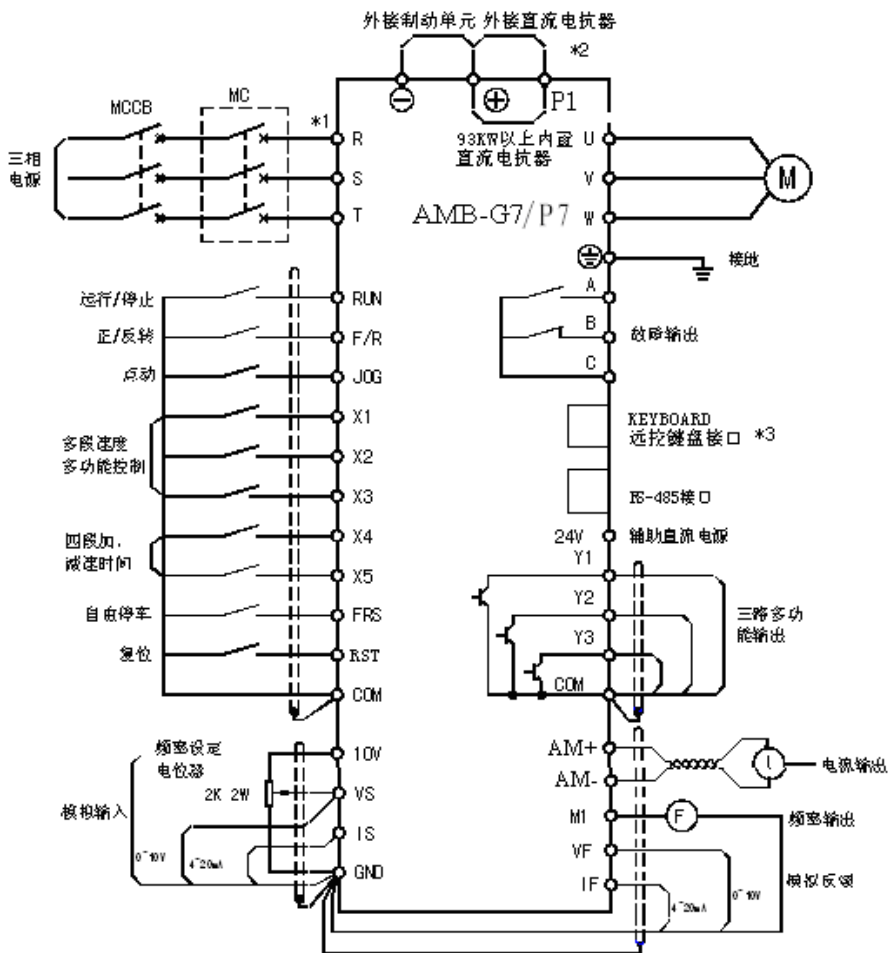 外接制动单元 外接直流电抗器
*2
⊖ ⊕ P1
MCCB
MC
*1
三相
电源
R
S
T
93KW以上内置
直流电抗器
U
V
W
M
AMB-G7/P7
接地
运行/停止
RUN
正/反转
F/R
点动
JOG
多段速度
多功能控制
X1
X2
X3
四段加.
减速时间
X4
X5
自由停车
FRS
复位
RST
COM
A
B
C
故障输出
KEYBOARD
远控键盘接口 *3
RS-485接口
24V
辅助直流电源
Y1
Y2
Y3
COM
三路多功
能输出
频率设定
电位器
10V
2K 2W
VS
模拟输入
IS
0~10V
4~20mA
GND
AM+
AM-
I
电流输出
M1
F
频率输出
VF
IF
模拟反馈
4~20mA
0~10V